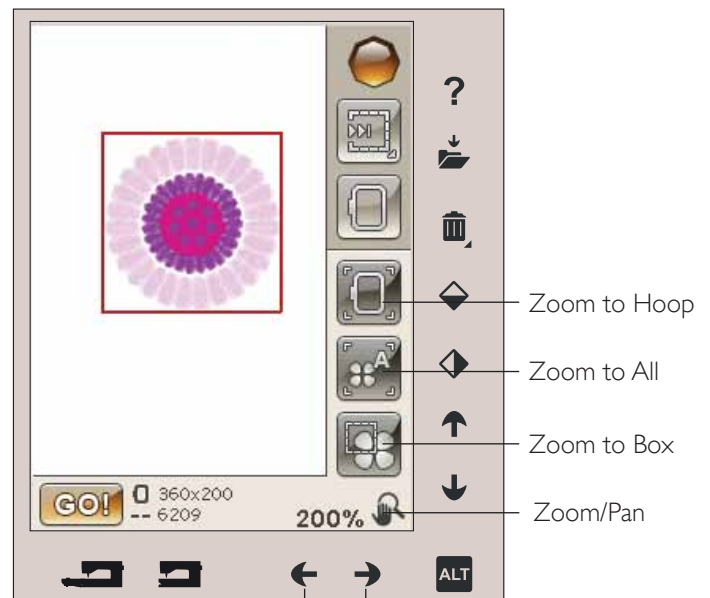 ?
Zoom to Hoop
A
Zoom to All
Zoom to Box
GO! 360x200
-- 6209
200%
Zoom/Pan
ALT